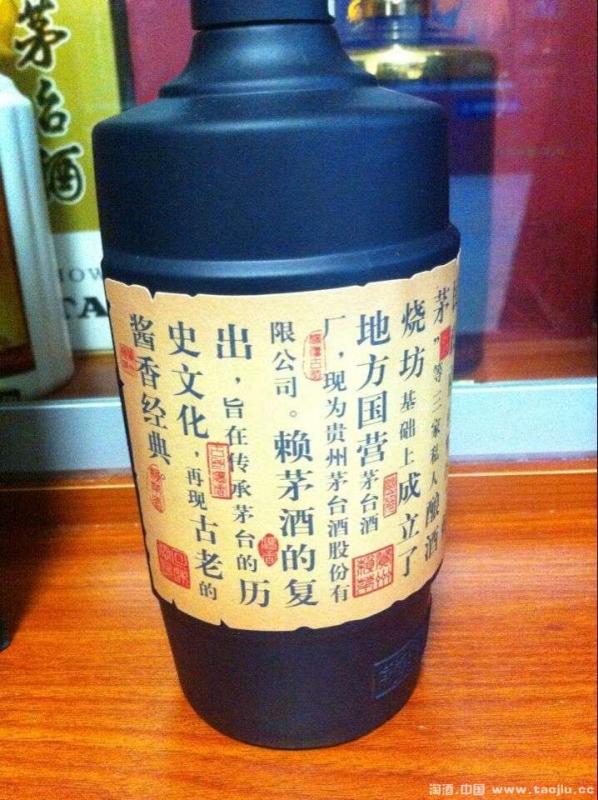 茅”等三家私人酿酒
烧坊基础上成立了
地方国营茅台酒
厂，现为贵州茅台酒股份有
限公司。赖茅酒的复
出，旨在传承茅台的历
史文化，再现古老的
酱香经典。
茅台酒
淘酒.中国 www.taojiu.cc